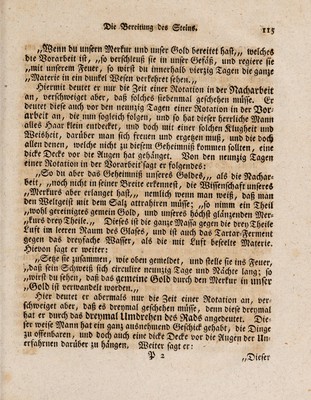 Die Bereitung des Steins. 115
„Wenn du unsern Merkur und unser Gold bereitet hast„, welches
die Vorarbeit ist, „so verschließ sie in unser Gefäß, und regiere sie
„mit unserem Feuer, so wirst du innerhalb vierzig Tagen die ganze
„Materie in ein dunkel Wesen verkehret sehen.„
Hiermit deutet er nur die Zeit einer Rotation in der Nacharbeit
an, verschweiget aber, daß solches siebenmal geschehen müsse. Er
deutet diese auch vor den neunzig Tagen einer Rotation in der Vor-
arbeit an, die nun sogleich folgen, und so hat dieser herrliche Mann
alles Haar klein entdeckt, und doch mit einer solchen Klugheit und
Weisheit, darüber man sich freuen und ergetzen muß, und die doch
allen denen, welche nicht zu diesem Geheimniß kommen sollten, eine
dicke Decke vor die Augen hat gehänget. Von den neunzig Tagen
einer Rotation in der Vorarbeit sagt er folgendes:
„So du aber das Geheimniß unseres Goldes„, als die Nachar-
beit, „noch nicht in seiner Breite erkennst, die Wissenschaft unseres
„Merkurs aber erlanget hast„, nemlich wenn man weiß, daß man
den Weltgeist mit dem Salz attrahiren müsse; „so nimm ein Theil
„wohl gereinigtes gemein Gold, und unseres höchst glänzenden Mer-
„kurs drey Theile.„ Dieses ist die ganze Massa gegen die drey Theile
Luft im leeren Raum des Glases, und ist auch das Tartar-Ferment
gegen das dreyfache Wasser, als die mit Luft beseelte Materie.
Hievon sagt er weiter:
„Setze sie zusammen, wie oben gemeldet, und stelle sie ins Feuer,
„daß sein Schweiß sich circulire neunzig Tage und Nächte lang; so
„wirst du sehen, daß das gemeine Gold durch den Merkur in unser
„Gold ist verwandelt worden.„
Hier deutet er abermals nur die Zeit einer Rotation an, ver-
schweiget aber, daß es dreymal geschehen müsse, denn diese dreymal
hat er durch das dreymal Umdrehen des Rads angedeutet. Die-
ser weise Mann hat ein ganz ausnehmend Geschick gehabt, die Dinge
zu offenbaren, und doch auch eine dicke Decke vor die Augen der Un-
erfahrnen darüber zu hängen. Weiter sagt er:
P 2 „Dieser